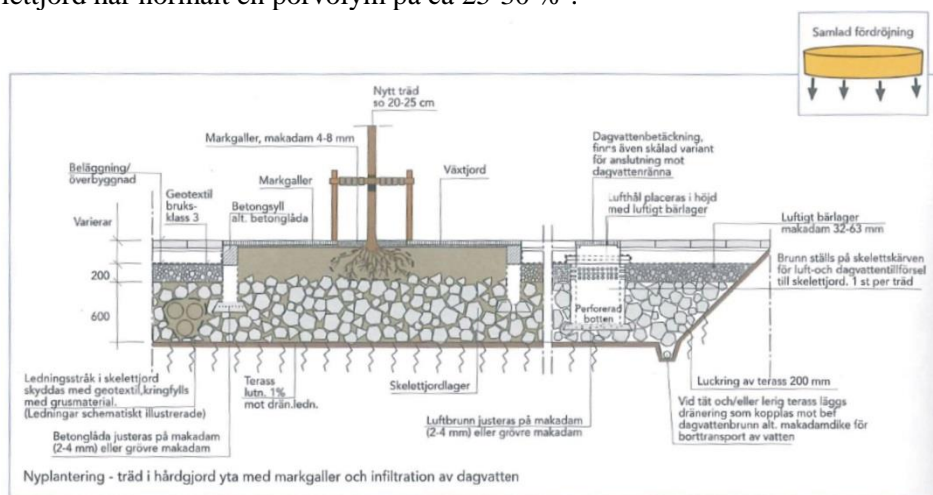 Samlad fördröjning
Nytt träd
so 20-25 cm
Markgaller, makadam 4-8 mm
Dagvattenbetäckning,
finns även skålad variant
för anslutning mot
dagvattenränna
Beläggning/
överbyggnad
Markgaller
Växtjord
Geotextil
bruks-
klass 3
Betongsyll
alt. betonglåda
Lufthål placeras i höjd
med luftigt bärlager
Luftigt bärlager
makadam 32-63 mm
Varierar
Brunn ställs på skelettskärven
för luft-och dagvattentillförsel
till skelettjord. 1 st per träd
200
600
Perforerad
botten
Ledningsstråk i skelettjord
skyddas med geotextil,kringfylls
med grusmaterial.
(Ledningar schematiskt illustrerade)
Terass
lutn. 1%
mot drän.ledn.
Skelettjordlager
Luckring av terass 200 mm
Betonglåda justeras på makadam
(2-4 mm) eller grövre makadam
Luftbrunn justeras på makadam
(2-4 mm) eller grövre makadam
Vid tät och/eller lerig terass läggs
dränering som kopplas mot bef
dagvattenbrunn alt. makadamdike för
borttransport av vatten
Nyplantering - träd i hårdgjord yta med markgaller och infiltration av dagvatten